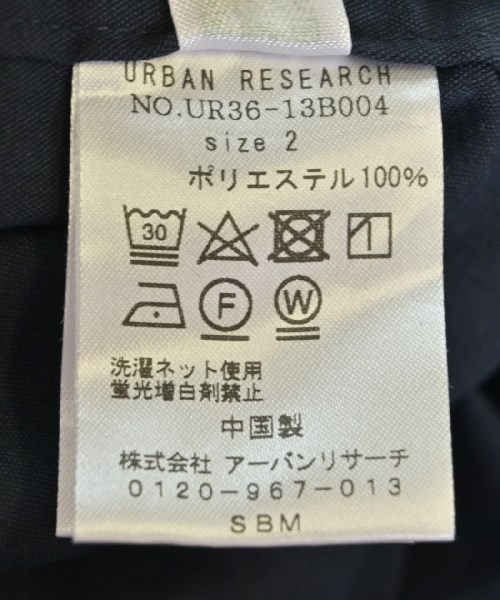 URBAN RESEARCH
NO.UR36-13B004
size 2
ポリエステル100%
30
F W
洗濯ネット使用
蛍光増白剤禁止
中国製
株式会社 アーバンリサーチ
0120-967-013
SBM